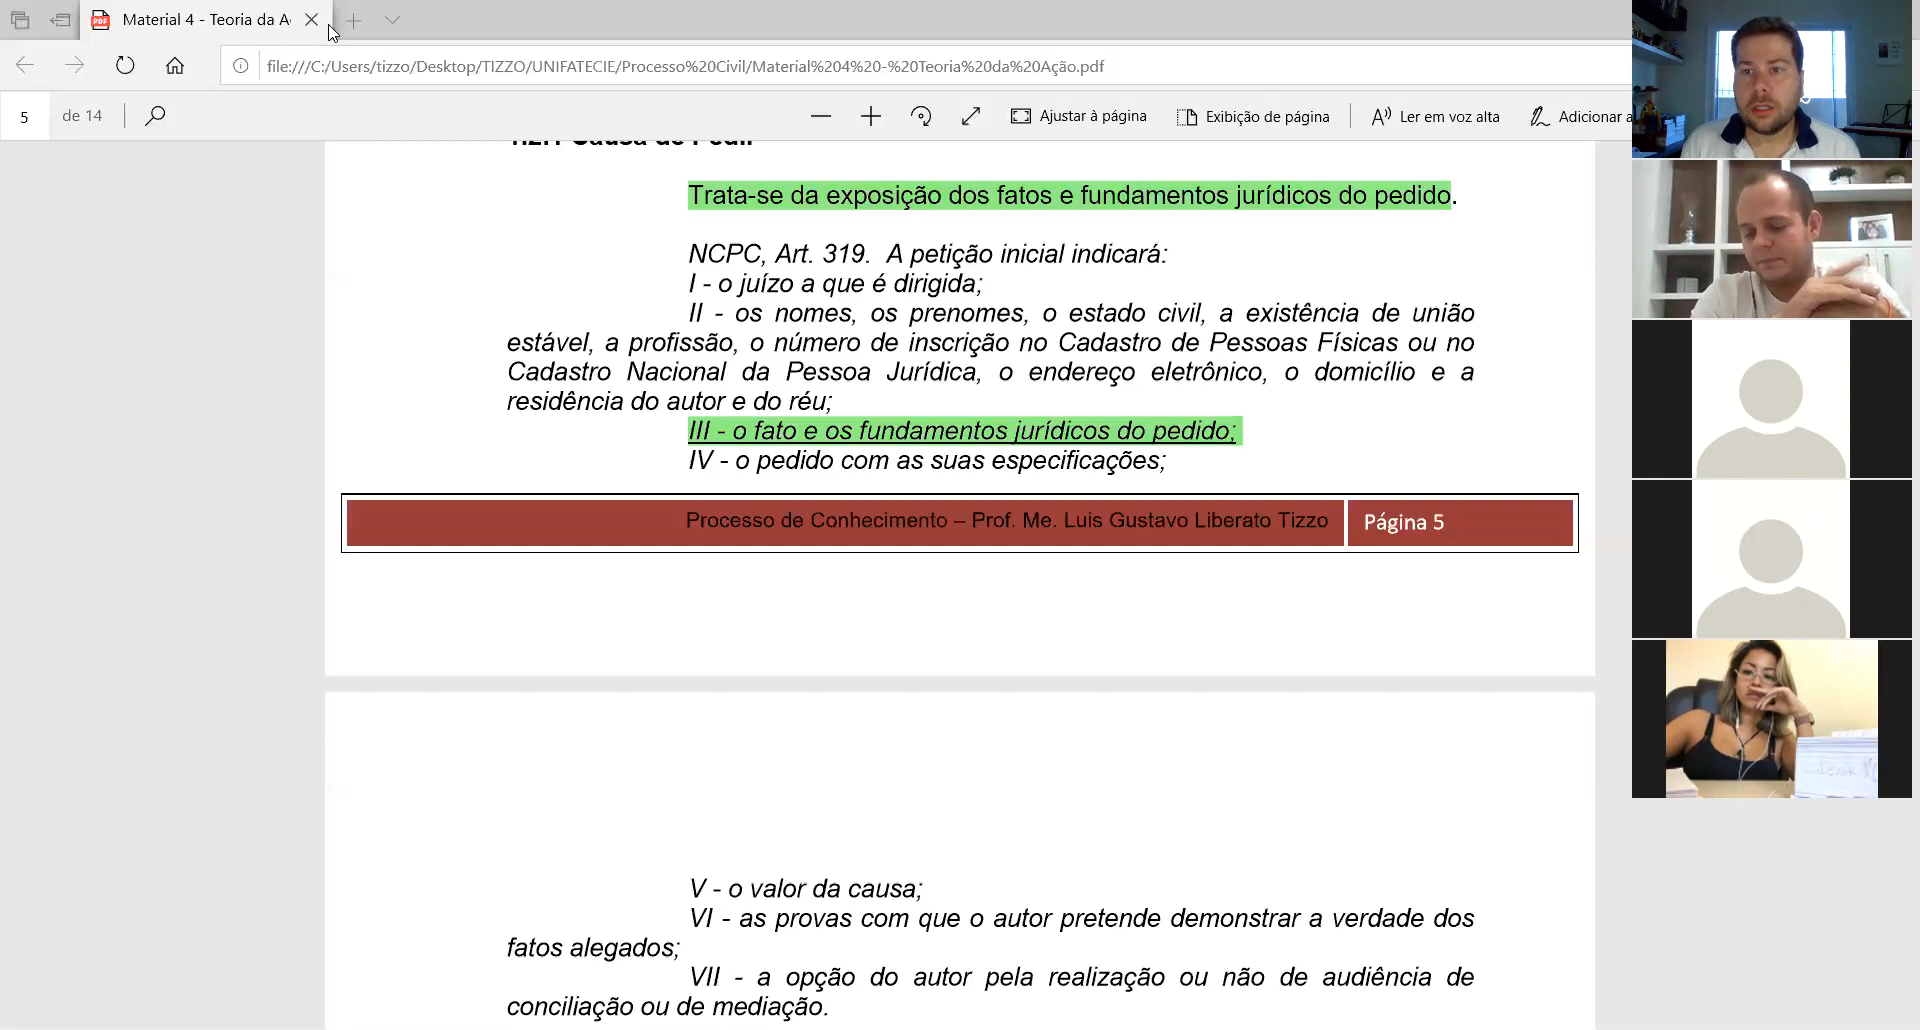 Material 4 - Teoria da A
file:///C:/Users/tizzo/Desktop/TIZZO/UNIFATECIE/Processo%20Civil/Material%204%20-%20Teoria%20da%20Ação.pdf
5 de 14
Ajustar à página
Exibição de página
Ler em voz alta
Adicionar a
Causa de Pedir
Trata-se da exposição dos fatos e fundamentos jurídicos do pedido.
NCPC, Art. 319. A petição inicial indicará:
I - o juízo a que é dirigida;
II - os nomes, os prenomes, o estado civil, a existência de união
estável, a profissão, o número de inscrição no Cadastro de Pessoas Físicas ou no
Cadastro Nacional da Pessoa Jurídica, o endereço eletrônico, o domicílio e a
residência do autor e do réu;
III - o fato e os fundamentos jurídicos do pedido;
IV - o pedido com as suas especificações;
Processo de Conhecimento – Prof. Me. Luis Gustavo Liberato Tizzo
Página 5
V - o valor da causa;
VI - as provas com que o autor pretende demonstrar a verdade dos
fatos alegados;
VII - a opção do autor pela realização ou não de audiência de
conciliação ou de mediação.